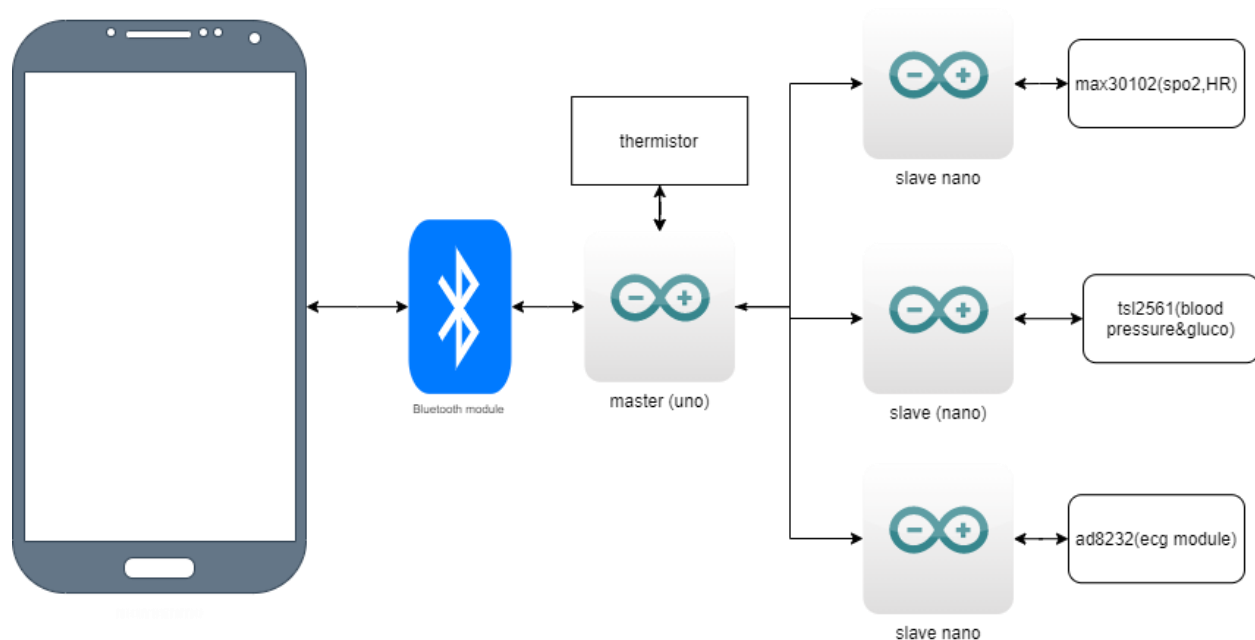 thermistor
Bluetooth module
master (uno)
slave nano
max30102(spo2,HR)
slave (nano)
tsl2561(blood
pressure&gluco)
slave nano
ad8232(ecg module)